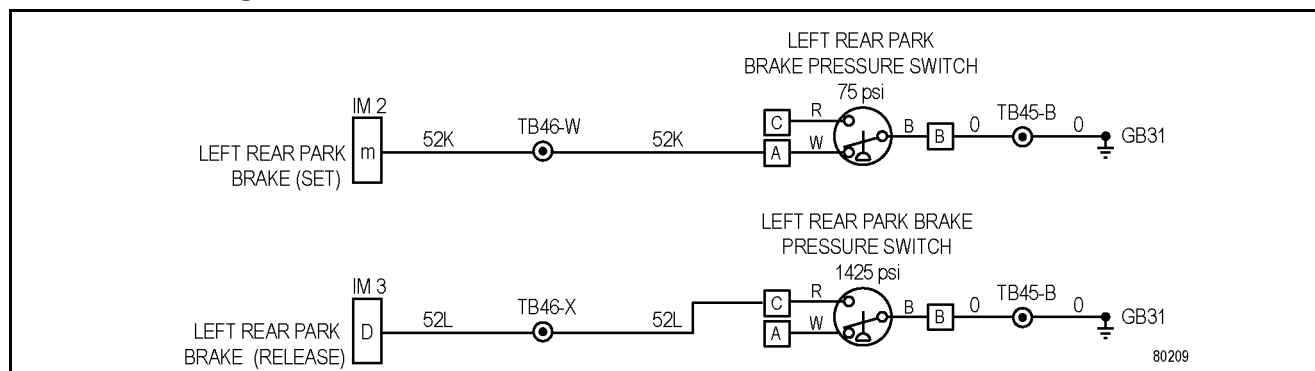 LEFT REAR PARK
BRAKE PRESSURE SWITCH
75 psi
IM 2
LEFT REAR PARK
BRAKE (SET)
m
52K
TB46-W
52K
C
R
A
W
B
B
0
TB45-B
0
GB31
LEFT REAR PARK BRAKE
PRESSURE SWITCH
1425 psi
IM 3
LEFT REAR PARK
BRAKE (RELEASE)
D
52L
TB46-X
52L
C
R
A
W
B
B
0
TB45-B
0
GB31
80209